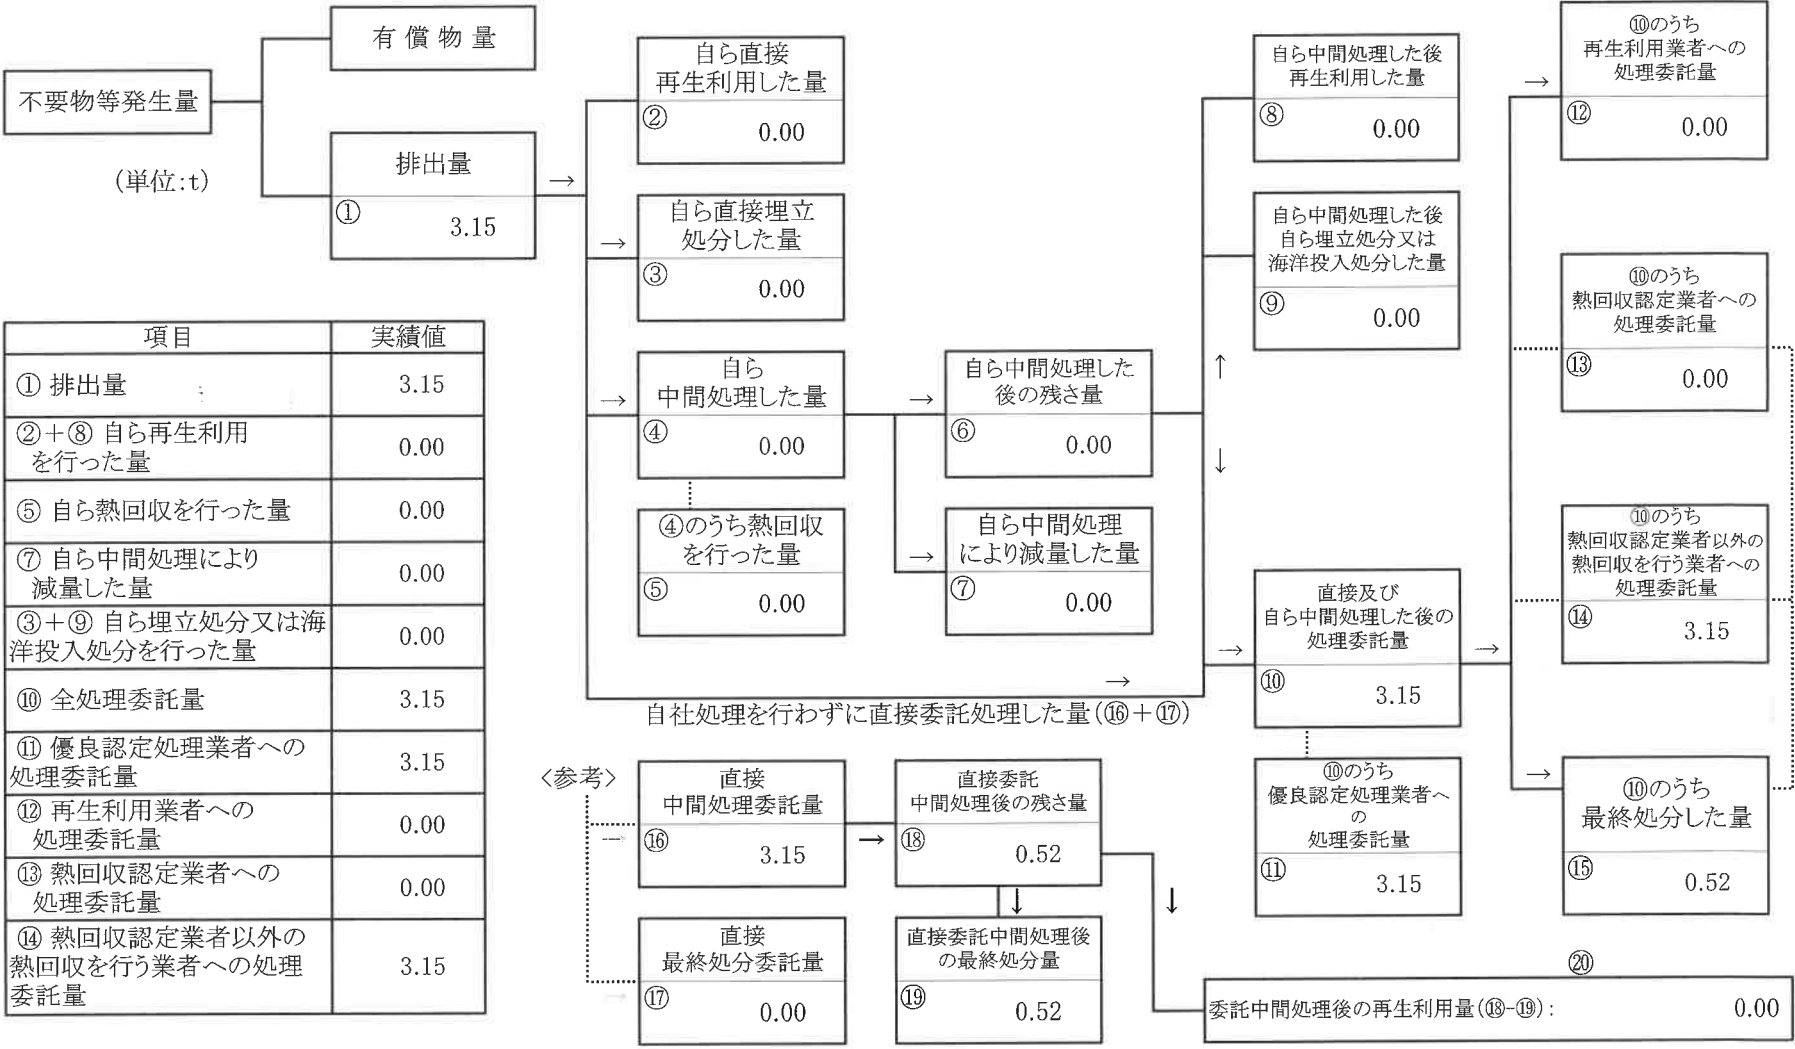 不要物等発生量
(単位:t)
有償物量
排出量
① 3.15
自ら直接
再生利用した量
② 0.00
自ら直接埋立
処分した量
③ 0.00
自ら
中間処理した量
④ 0.00
④のうち熱回収
を行った量
⑤ 0.00
自ら中間処理した
後の残さ量
⑥ 0.00
自ら中間処理
により減量した量
⑦ 0.00
自ら中間処理した後
再生利用した量
⑧ 0.00
自ら中間処理した後
自ら埋立処分又は
海洋投入処分した量
⑨ 0.00
直接及び
自ら中間処理した後の
処理委託量
⑩ 3.15
⑩のうち
優良認定処理業者へ
の
処理委託量
⑪ 3.15
⑩のうち
再生利用業者への
処理委託量
⑫ 0.00
⑩のうち
熱回収認定業者への
処理委託量
⑬ 0.00
⑩のうち
熱回収認定業者以外の
熱回収を行う業者への
処理委託量
⑭ 3.15
⑩のうち
最終処分した量
⑮ 0.52
自社処理を行わずに直接委託処理した量(⑯+⑰)
<参考>
直接
中間処理委託量
⑯ 3.15
直接
最終処分委託量
⑰ 0.00
直接委託
中間処理後の残さ量
⑱ 0.52
直接委託中間処理後
の最終処分量
⑲ 0.52
⑳
委託中間処理後の再生利用量(⑱-⑲): 0.00
項目 実績値
① 排出量 3.15
②+⑧ 自ら再生利用
を行った量 0.00
⑤ 自ら熱回収を行った量 0.00
⑦ 自ら中間処理により
減量した量 0.00
③+⑨ 自ら埋立処分又は海
洋投入処分を行った量 0.00
⑩ 全処理委託量 3.15
⑪ 優良認定処理業者への
処理委託量 3.15
⑫ 再生利用業者への
処理委託量 0.00
⑬ 熱回収認定業者への
処理委託量 0.00
⑭ 熱回収認定業者以外の
熱回収を行う業者への処理
委託量 3.15